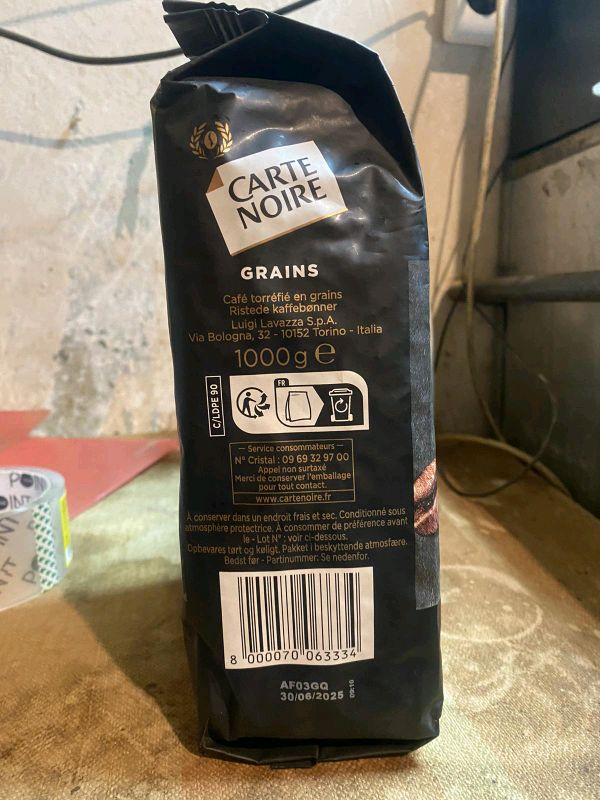 CARTE
NOIRE
GRAINS
Café torréfié en grains
Ristede kaffebønner
Luigi Lavazza S.p.A.
Via Bologna, 32 - 10152 Torino - Italia
1000g e
FR
C/LDPE 90
Service consommateurs
N° Cristal : 09 69 32 97 00
Appel non surtaxé
Merci de conserver l'emballage
pour tout contact.
www.cartenoire.fr
A conserver dans un endroit frais et sec. Conditionné sous
atmosphère protectrice. À consommer de préférence avant
le - Lot N° : voir ci-dessous.
Opbevares tørt og køligt. Pakket i beskyttende atmosfære.
Bedst før - Partinummer: Se nedenfor.
8 000070 063334
AF03GQ
30/06/2025
09:10
POINT